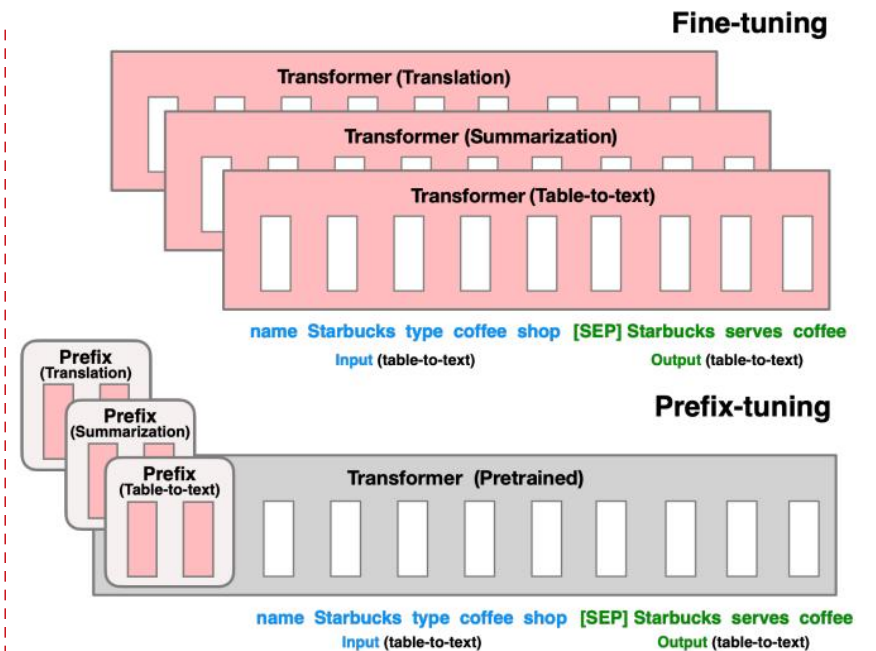 Fine-tuning
Transformer (Translation)
Transformer (Summarization)
Transformer (Table-to-text)
name Starbucks type coffee shop [SEP] Starbucks serves coffee
Input (table-to-text) Output (table-to-text)
Prefix
(Translation)
Prefix-tuning
Prefix
(Summarization)
Prefix
(Table-to-text)
Transformer (Pretrained)
name Starbucks type coffee shop [SEP] Starbucks serves coffee
Input (table-to-text) Output (table-to-text)